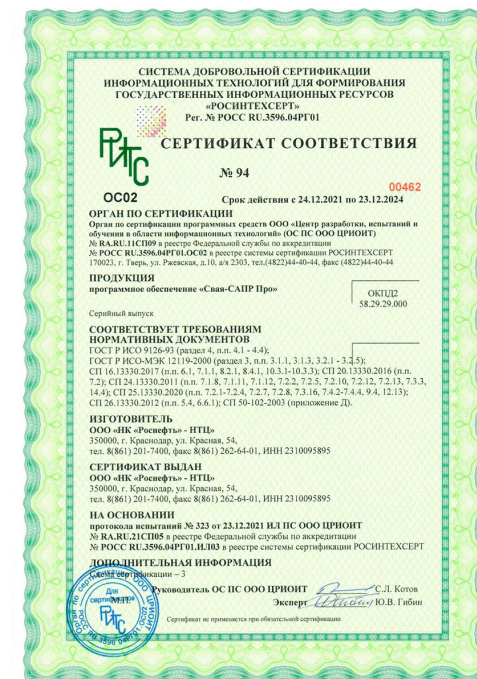 СИСТЕМА ДОБРОВОЛЬНОЙ СЕРТИФИКАЦИИ
ИНФОРМАЦИОННЫХ ТЕХНОЛОГИЙ ДЛЯ ФОРМИРОВАНИЯ
ГОСУДАРСТВЕННЫХ ИНФОРМАЦИОННЫХ РЕСУРСОВ
«РОСИНТЕХСЕРТ»
Рег. № РОСС RU.З596.04РГ01
РИТС
СЕРТИФИКАТ СООТВЕТСТВИЯ
№ 94
00462
ОС02
Срок действия с 24.12.2021 по 23.12.2024
ОРГАН ПО СЕРТИФИКАЦИИ
Орган по сертификации программных средств ООО «Центр разработки, испытаний и
обучения в области информационных технологий» (ОС ПС ООО ЦРИОИТ)
№ RA.RU.11СП09 в реестре Федеральной службы по аккредитации
№ РОСС RU.З596.04РГ01.ОС02 в реестре системы сертификации РОСИНТЕХСЕРТ
170023, г. Тверь, ул. Ржевская, д.10, а/я 2303, тел.(4822)44-40-44, факс (4822)44-40-44
ПРОДУКЦИЯ
программное обеспечение «Свая-САПР Про»
ОКПД2
58.29.29.000
Серийный выпуск
СООТВЕТСТВУЕТ ТРЕБОВАНИЯМ
НОРМАТИВНЫХ ДОКУМЕНТОВ
ГОСТ Р ИСО 9126-93 (раздел 4, п.п. 4.1 - 4.4);
ГОСТ Р ИСО-МЭК 12119-2000 (раздел 3, п.п. 3.1.1, 3.1.3, 3.2.1 - 3.2.5);
СП 16.13330.2017 (п.п. 6.1, 7.1.1, 8.2.1, 8.4.1, 10.3.1-10.3.3); СП 20.13330.2016 (п.п.
7.2); СП 24.13330.2011 (п.п. 7.1.8, 7.1.11, 7.1.12, 7.2.2, 7.2.5, 7.2.10, 7.2.12, 7.2.13, 7.3.3,
14.4); СП 25.13330.2020 (п.п. 7.2.1-7.2.4, 7.2.7, 7.2.8, 7.3.16, 7.4.2-7.4.4, 9.4, 12.13);
СП 26.13330.2012 (п.п. 5.4, 6.6.1); СП 50-102-2003 (приложение Д).
ИЗГОТОВИТЕЛЬ
ООО «НК «Роснефть» - НТЦ»
350000, г. Краснодар, ул. Красная, 54,
тел. 8(861) 201-7400, факс 8(861) 262-64-01, ИНН 2310095895
СЕРТИФИКАТ ВЫДАН
ООО «НК «Роснефть» - НТЦ»
350000, г. Краснодар, ул. Красная, 54,
тел. 8(861) 201-7400, факс 8(861) 262-64-01, ИНН 2310095895
НА ОСНОВАНИИ
протокола испытаний № 323 от 23.12.2021 ИЛ ПС ООО ЦРИОИТ
№ RA.RU.21СП05 в реестре Федеральной службы по аккредитации
№ РОСС RU.З596.04РГ01.ИЛ03 в реестре системы сертификации РОСИНТЕХСЕРТ
ДОПОЛНИТЕЛЬНАЯ ИНФОРМАЦИЯ
Схема сертификации – 3
Руководитель ОС ПС ООО ЦРИОИТ
С.Л. Котов
Эксперт
Ю.В. Гибин
М.П.
Для
сертификатов
РИТС
Сертификат не применяется при обязательной сертификации